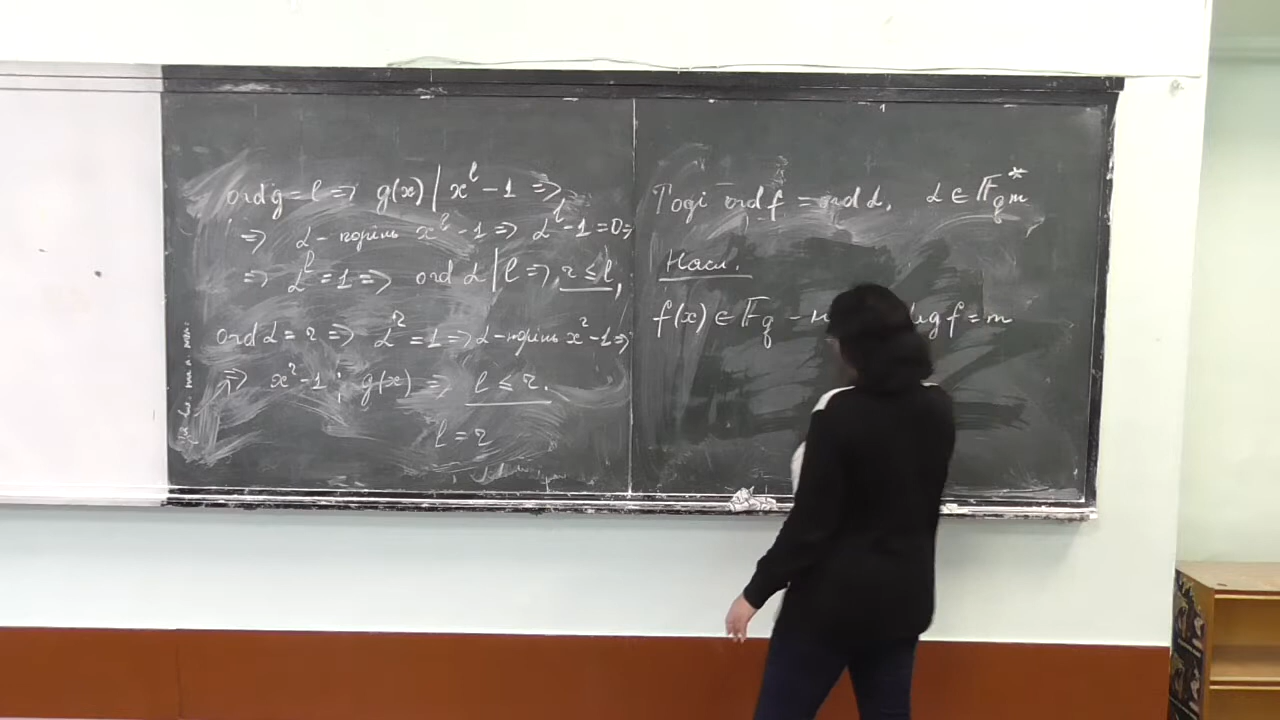 ord g = l ⇒ g(x) | x^l - 1 ⇒
⇒ α - корінь x^l - 1 ⇒ α^l - 1 = 0 ⇒
⇒ α^l = 1 ⇒ ord α | l ⇒ r ≤ l,
ord α = r ⇒ α^r = 1 ⇒ α - корінь x^r - 1 ⇒
⇒ x^r - 1 ⋮ g(x) ⇒ l ≤ r.
l = r
Тоді ord f = ord α, α ∈ F*_{q^m}
Насл.
f(x) ∈ F_q - deg f = m